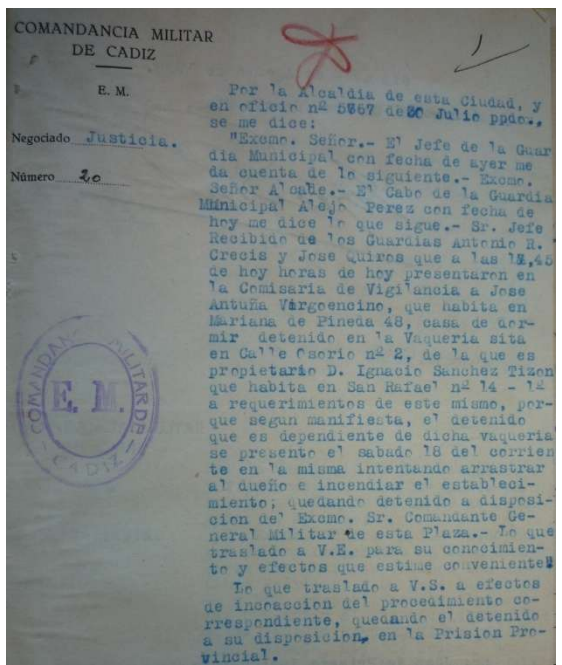 COMANDANCIA MILITAR
DE CADIZ
E. M.
Negociado Justicia.
Número 20
Por la Alcaldia de esta Ciudad, y
en oficio nº 5867 de 30 Julio ppdo.,
se me dice:
"Excmo. Señor.- El Jefe de la Guar
dia Municipal con fecha de ayer me
da cuenta de lo siguiente.- Excmo.
Señor Alcalde.- El Cabo de la Guardia
Municipal Alejo Perez con fecha de
hoy me dice lo que sigue.- Sr. Jefe
Recibido de los Guardias Antonio R.
Crecis y Jose Quiros que a las 12,45
de hoy horas de hoy presentaron en
la Comisaria de Vigilancia a Jose
Antuña Virgoencino, que habita en
Mariana de Pineda 48, casa de dor-
mir detenido en la Vaqueria sita
en Calle Osorio nº 2, de la que es
propietario D. Ignacio Sanchez Tizon
que habita en San Rafael nº 14 - 1º
a requerimientos de este mismo, por-
que segun manifiesta, el detenido
que es dependiente de dicha vaqueria
se presento el sabado 18 del corrien
te en la misma intentando arrastrar
al dueño e incendiar el estableci-
miento; quedando detenido a disposi-
cion del Excmo. Sr. Comandante Ge-
neral Militar de esta Plaza.- Lo que
traslado a V.E. para su conocimien-
to y efectos que estime conveniente"
Lo que traslado a V.S. a efectos
de incoaccion del procedimiento co-
rrespondiente, quedando el detenido
a su disposicion, en la Prision Pro-
vincial.
COMANDANCIA MILITAR DE
E. M.
- CADIZ -